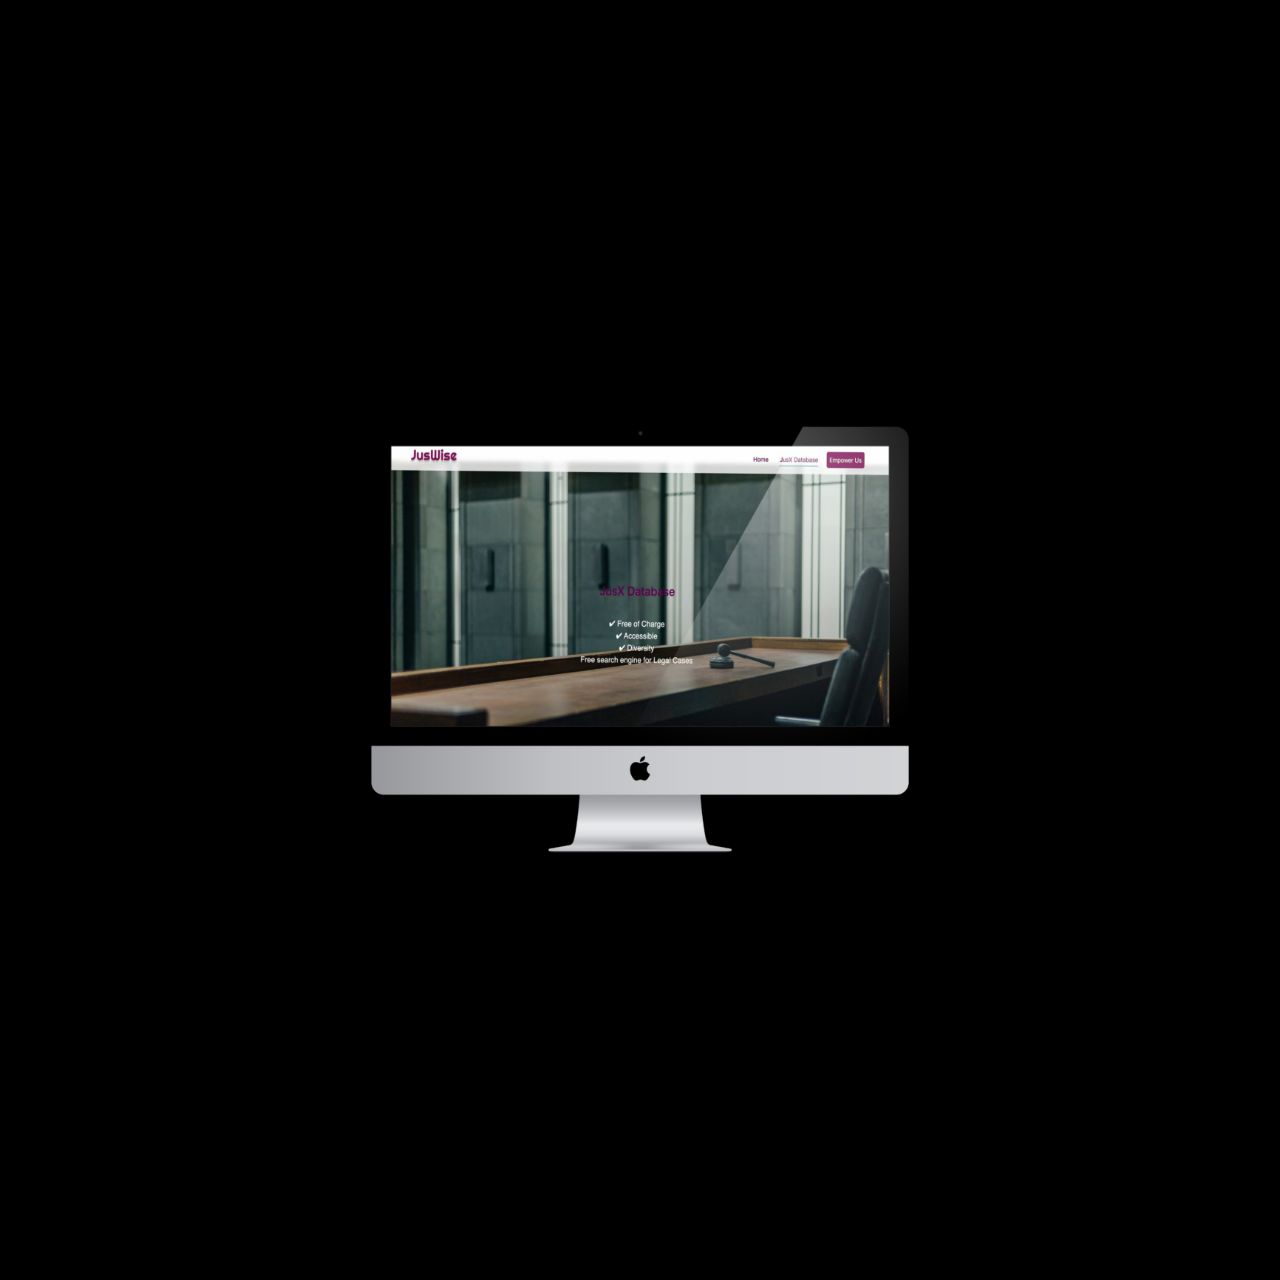 JusWise
Home
JusX Database
Empower Us
JusX Database
✔ Free of Charge
✔ Accessible
✔ Diversity
Free search engine for Legal Cases